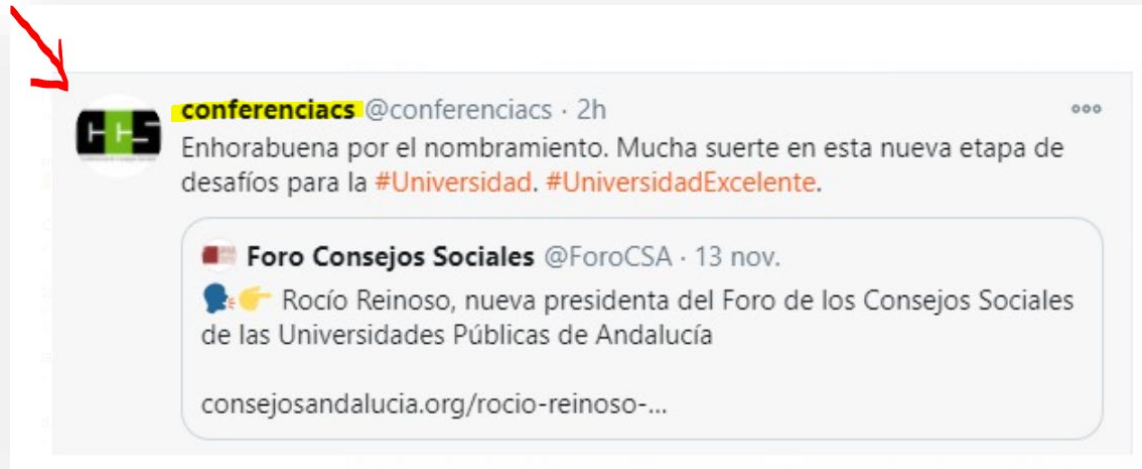 CCS
conferenciacs @conferenciacs · 2h
Enhorabuena por el nombramiento. Mucha suerte en esta nueva etapa de
desafíos para la #Universidad. #UniversidadExcelente.
Foro Consejos Sociales @ForoCSA · 13 nov.
🗣👉 Rocío Reinoso, nueva presidenta del Foro de los Consejos Sociales
de las Universidades Públicas de Andalucía
consejosandalucia.org/rocio-reinoso-...